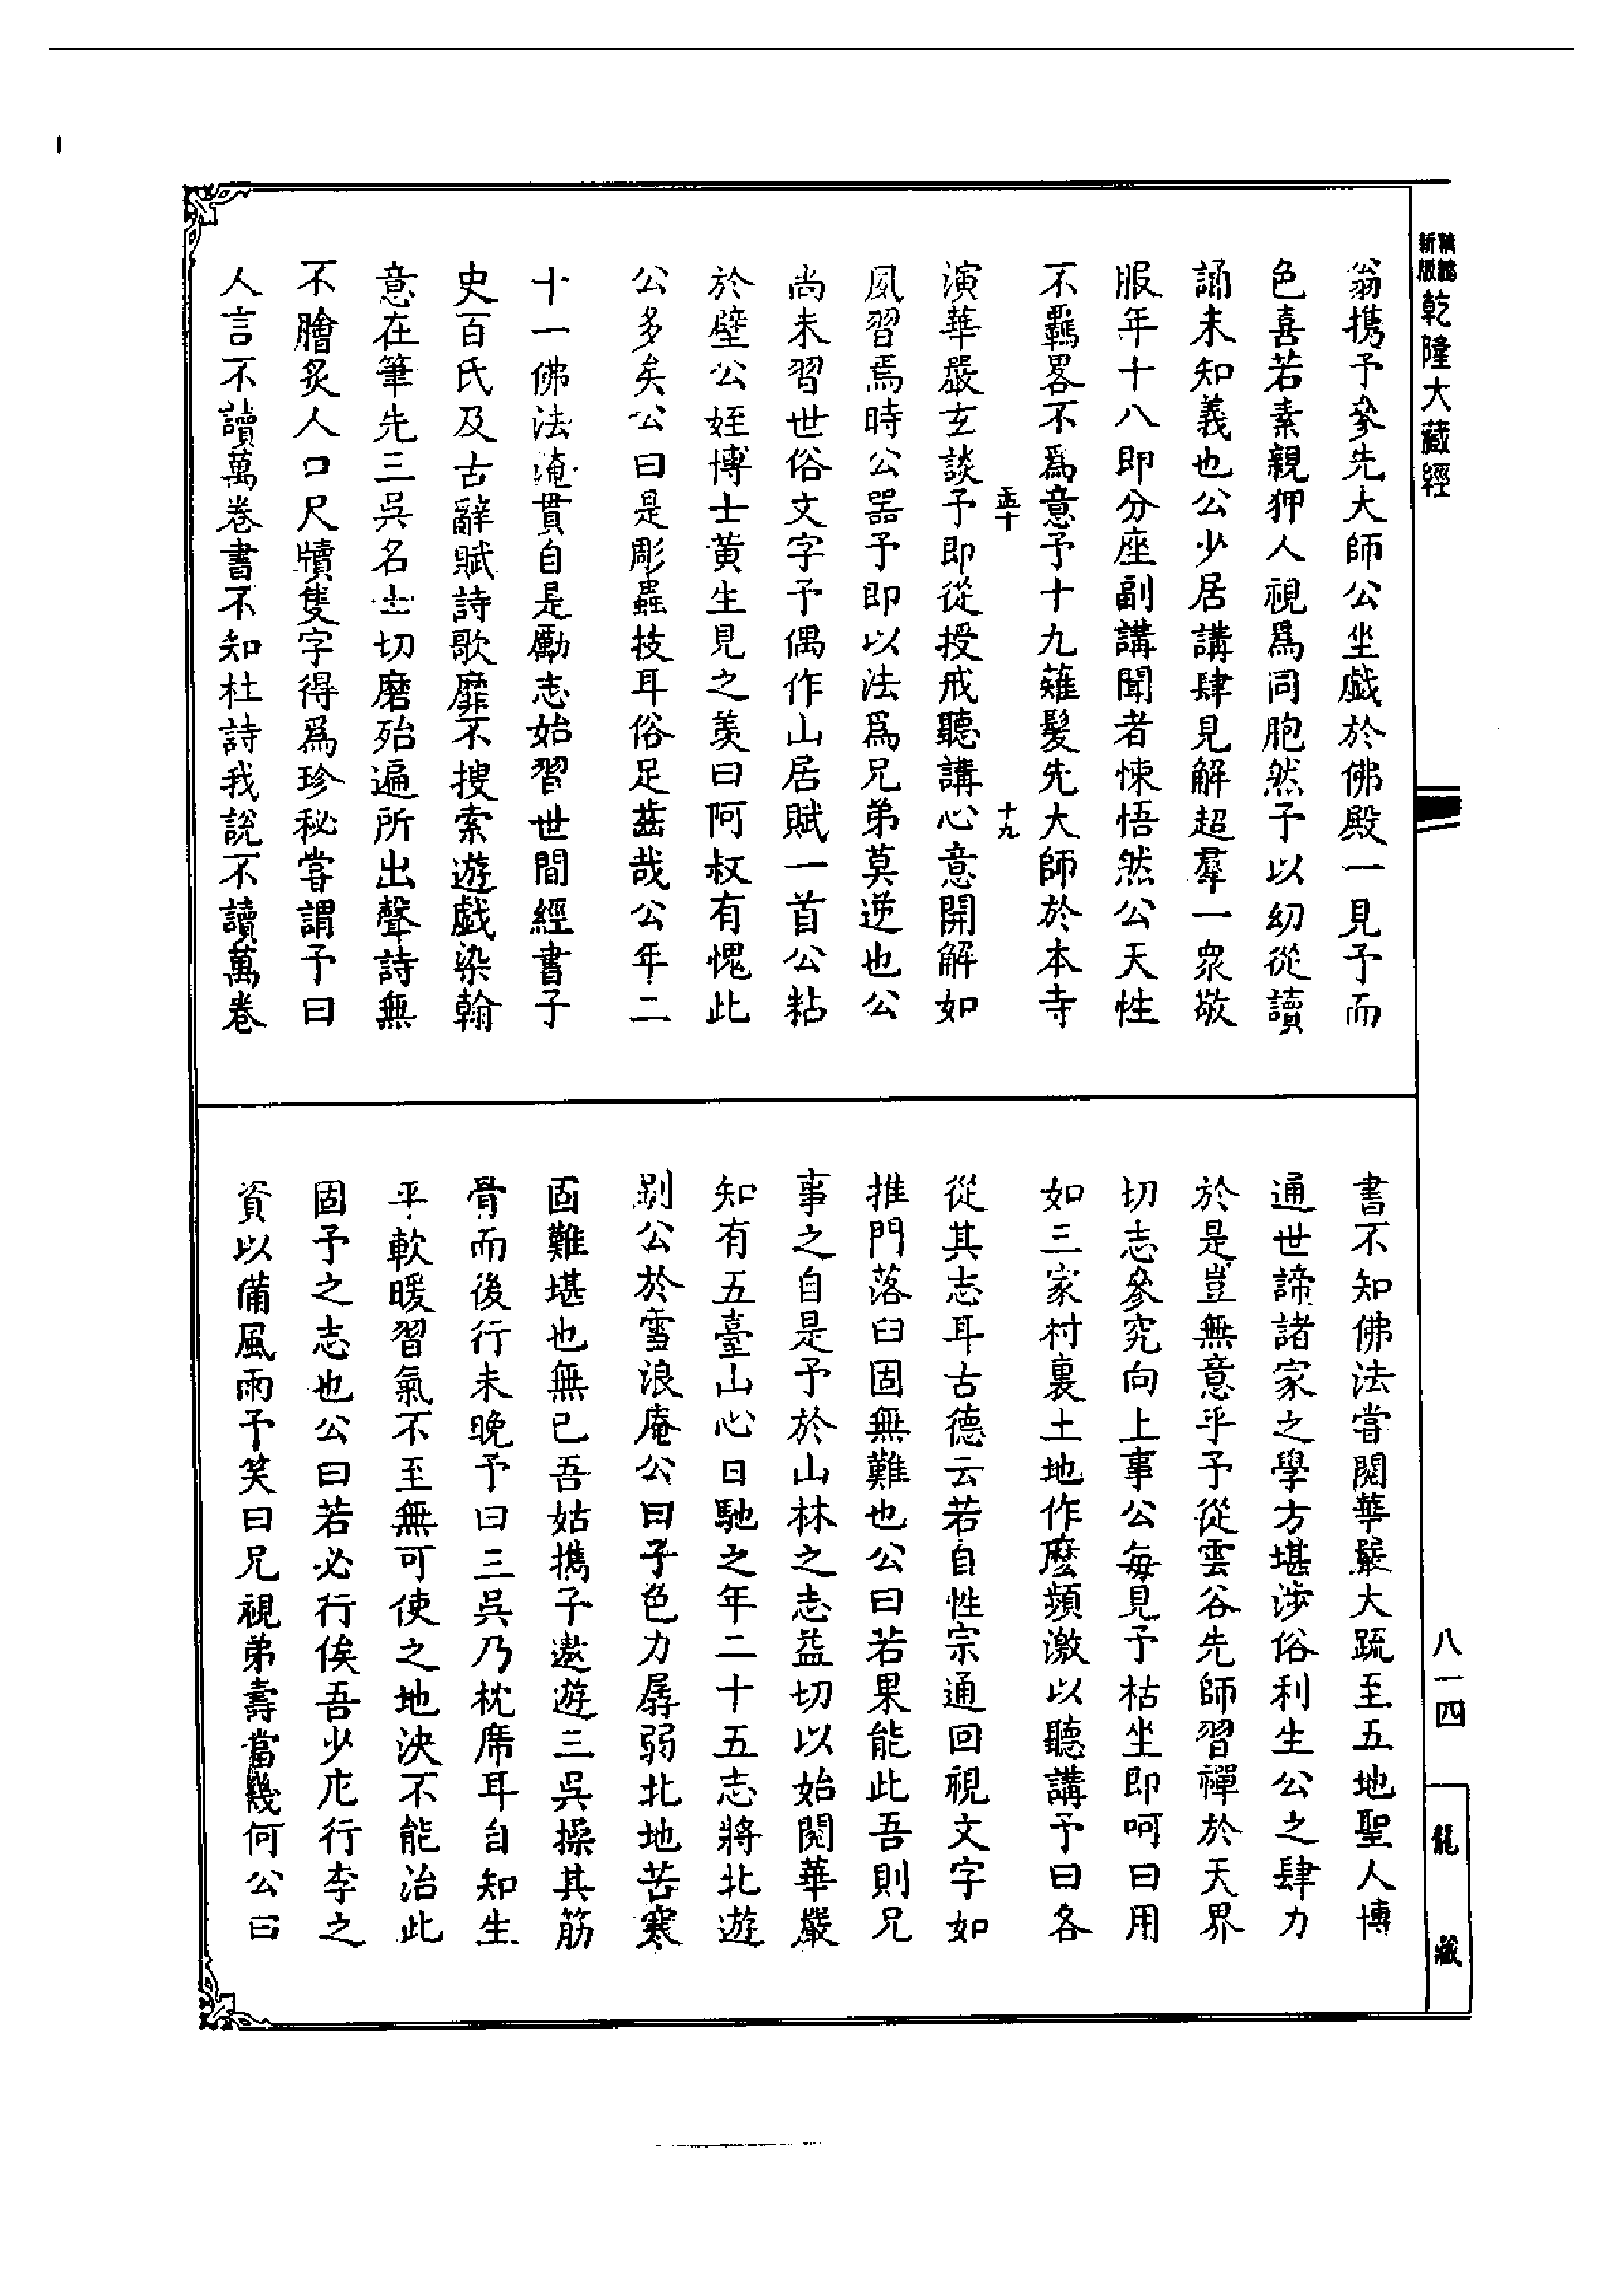 精縮
新版
乾隆大藏經
翁攜予叅先大師公坐戯於佛殿一見予而
色喜若素親狎人視爲同胞然予以幼從讀
誦未知義也公少居講肆見解超羣一衆敬
服年十八即分座副講聞者悚悟然公天性
不羈畧不爲意予十九薙髮先大師於本寺
五十
十九
演華嚴玄談予即從授戒聽講心意開解如
夙習焉時公器予即以法爲兄弟莫逆也公
尚未習世俗文字予偶作山居賦一首公粘
於壁公姪博士黄生見之羡曰阿叔有愧此
公多矣公曰是彫蟲技耳俗足齒哉公年二
十一佛法淹貫自是勵志始習世間經書子
史百氏及古辭賦詩歌靡不搜索遊戯染翰
意在筆先三吳名士切磨殆遍所出聲詩無
不膾炙人口尺牘隻字得爲珍秘甞謂予曰
人言不讀萬卷書不知杜詩我說不讀萬卷
書不知佛法甞閱華嚴大疏至五地聖人博
通世諦諸家之學方堪涉俗利生公之肆力
於是豈無意乎予從雲谷先師習禪於天界
切志參究向上事公每見予枯坐即呵曰用
如三家村裏土地作麽頻激以聽講予曰各
從其志耳古德云若自性宗通回視文字如
推門落臼固無難也公曰若果能此吾則兄
事之自是予於山林之志益切以始閱華嚴
知有五臺山心日馳之年二十五志將北遊
别公於雪浪庵公曰子色力孱弱北地苦寒
固難堪也無已吾姑攜子遨遊三吳操其筋
骨而後行未晚予曰三吳乃枕席耳自知生
平軟暖習氣不至無可使之地決不能治此
固予之志也公曰若必行俟吾少庀行李之
資以備風雨予笑曰兄視弟壽當幾何公曰
八一四
龍藏